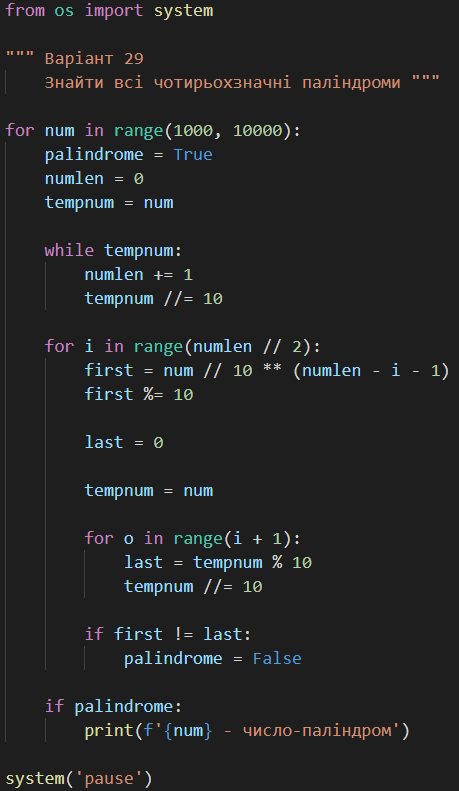 from os import system
""" Варіант 29
    Знайти всі чотирьохзначні паліндроми """
for num in range(1000, 10000):
    palindrome = True
    numlen = 0
    tempnum = num
    while tempnum:
        numlen += 1
        tempnum //= 10
    for i in range(numlen // 2):
        first = num // 10 ** (numlen - i - 1)
        first %= 10
        last = 0
        tempnum = num
        for o in range(i + 1):
            last = tempnum % 10
            tempnum //= 10
        if first != last:
            palindrome = False
    if palindrome:
        print(f'{num} - число-паліндром')
system('pause')